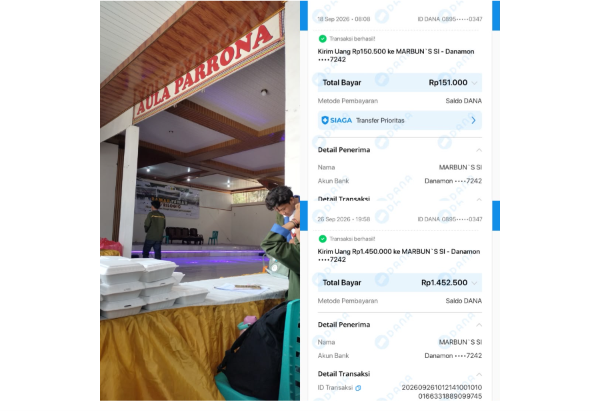 AULA PARRONA
18 Sep 2026 • 08:08
ID DANA 0895•••••0347
Transaksi berhasil!
Kirim Uang Rp150.500 ke MARBUN`S SI - Danamon
••••7242
Total Bayar
Rp151.000
Metode Pembayaran
Saldo DANA
SIAGA Transfer Prioritas
Detail Penerima
Nama
MARBUN`S SI
Akun Bank
Danamon ••••7242
Detail Transaksi
26 Sep 2026 • 19:58
ID DANA 0895•••••0347
Transaksi berhasil!
Kirim Uang Rp1.450.000 ke MARBUN`S SI - Danamon
••••7242
Total Bayar
Rp1.452.500
Metode Pembayaran
Saldo DANA
Detail Penerima
Nama
MARBUN`S SI
Akun Bank
Danamon ••••7242
Detail Transaksi
ID Transaksi
202609261012141001010
0166331889099745
DANA